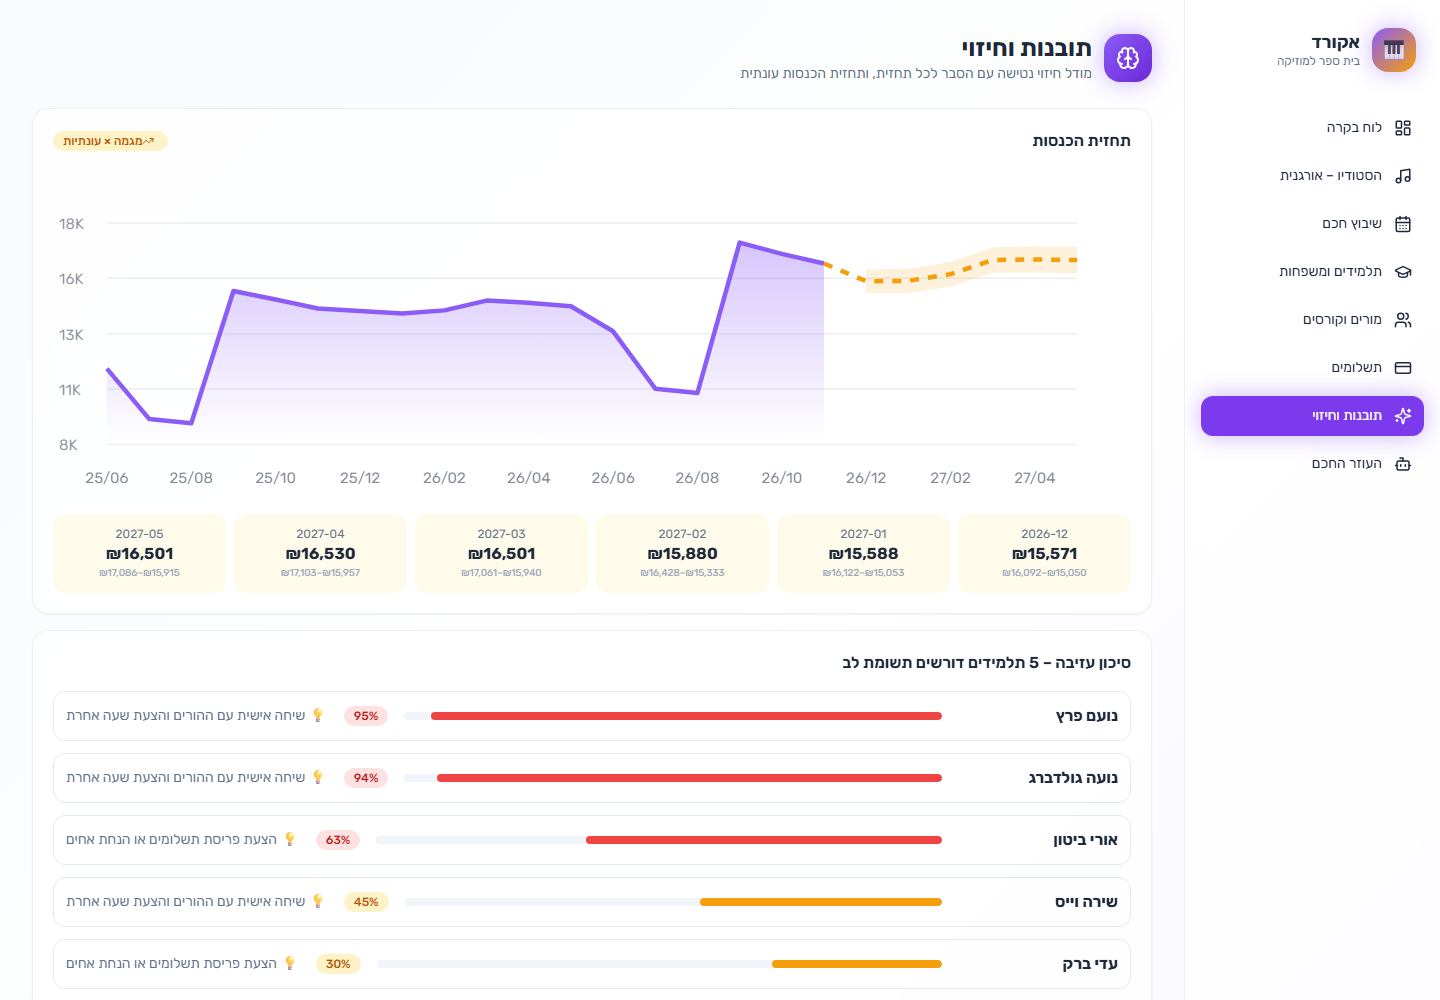 אקורד
בית ספר למוזיקה
לוח בקרה
הסטודיו – אורגנית
שיבוץ חכם
תלמידים ומשפחות
מורים וקורסים
תשלומים
תובנות וחיזוי
העוזר החכם
תובנות וחיזוי
מודל חיזוי נטישה עם הסבר לכל תחזית, ותחזית הכנסות עונתית
תחזית הכנסות
מגמה × עונתיות
18K
16K
13K
11K
8K
25/06 25/08 25/10 25/12 26/02 26/04 26/06 26/08 26/10 26/12 27/02 27/04
2026-12
₪15,571
₪15,050–₪16,092
2027-01
₪15,588
₪15,053–₪16,122
2027-02
₪15,880
₪15,333–₪16,428
2027-03
₪16,501
₪15,940–₪17,061
2027-04
₪16,530
₪15,957–₪17,103
2027-05
₪16,501
₪15,915–₪17,086
סיכון עזיבה – 5 תלמידים דורשים תשומת לב
נועם פרץ 95% 💡 שיחה אישית עם ההורים והצעת שעה אחרת
נועה גולדברג 94% 💡 שיחה אישית עם ההורים והצעת שעה אחרת
אורי ביטון 63% 💡 הצעת פריסת תשלומים או הנחת אחים
שירה וייס 45% 💡 שיחה אישית עם ההורים והצעת שעה אחרת
עדי ברק 30% 💡 הצעת פריסת תשלומים או הנחת אחים